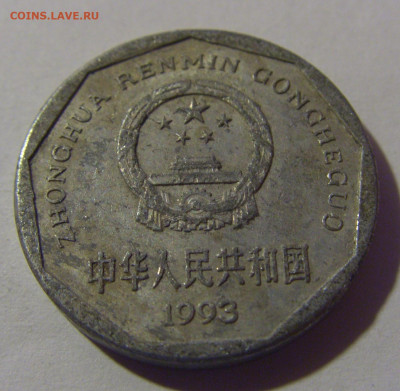 COINS.LAVE.RU
ZHONGHUA RENMIN GONGHEGUO
中华人民共和国
1993